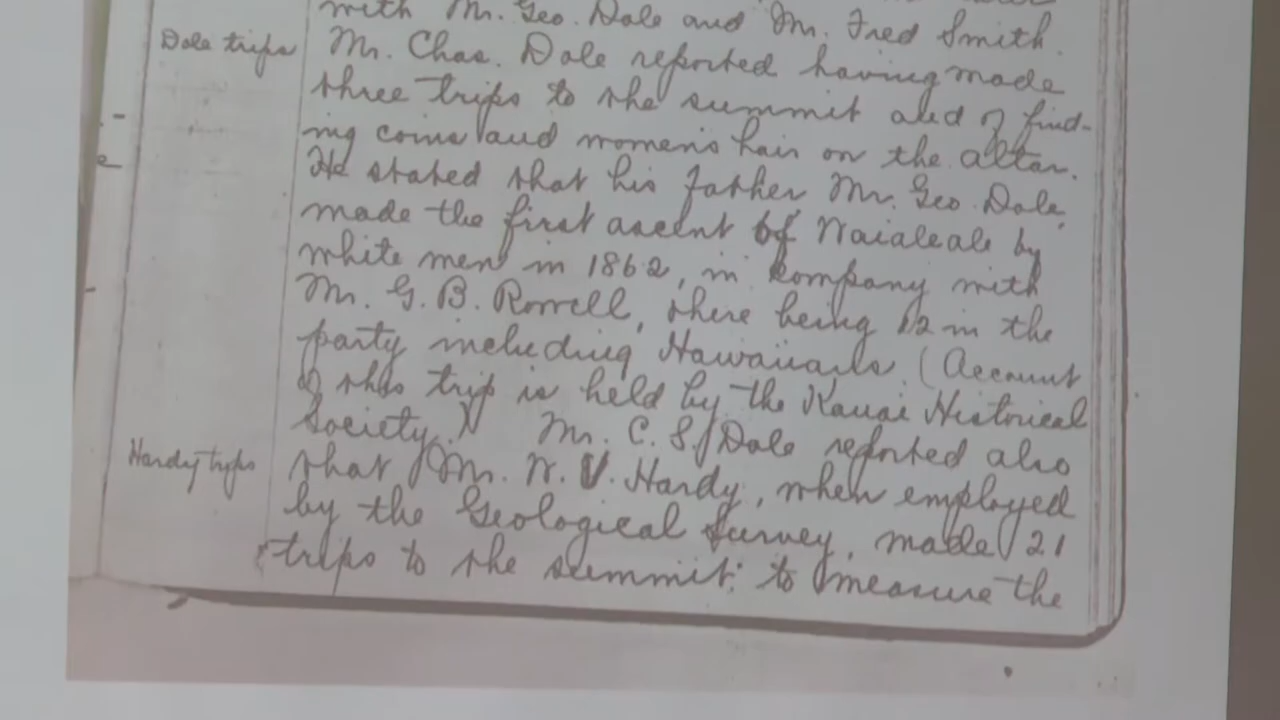 with Mr. Geo. Dole and Mr. Fred Smith.
Dole trips
Mr. Chas. Dole reported having made
three trips to the summit and of find-
ing coins and women's hair on the altar.
He stated that his father Mr. Geo. Dole,
made the first ascent of Waialeale by
white men in 1862, in company with
Mr. G. B. Rowell, there being 12 in the
party including Hawaiians. (Account
of this trip is held by the Kauai Historical
Society.) Mr. C. S. Dole reported also
Hardy trips
that Mr. W. V. Hardy, when employed
by the Geological Survey, made 21
trips to the summit to measure the